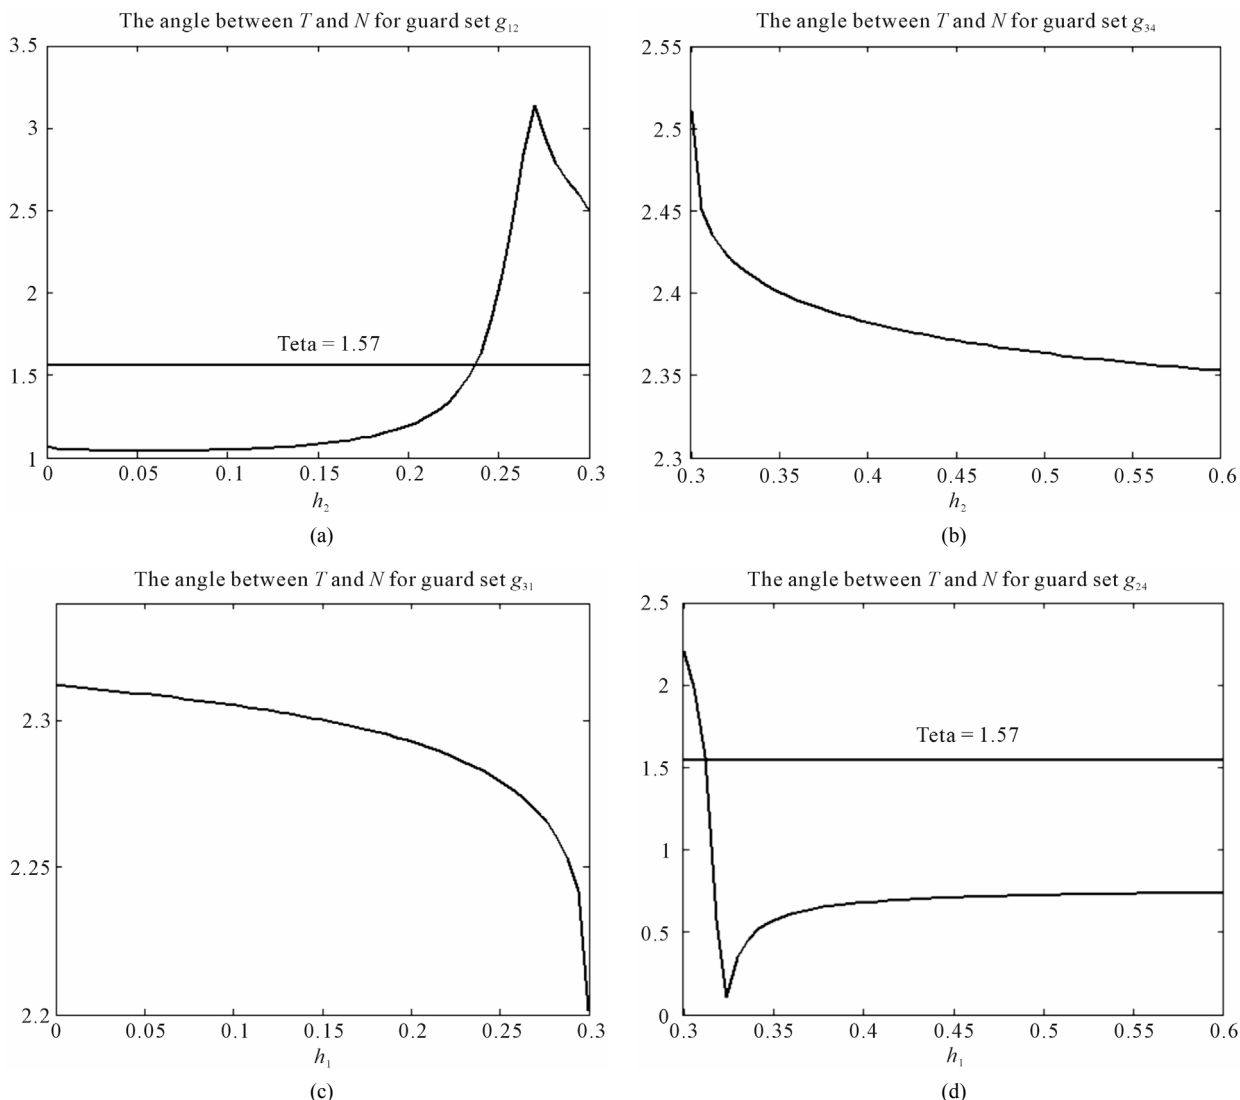 The angle between T and N for guard set g12
3.5
3
2.5
2
1.5
1
Teta = 1.57
0 0.05 0.1 0.15 0.2 0.25 0.3
h2
(a)
The angle between T and N for guard set g34
2.55
2.5
2.45
2.4
2.35
2.3
0.3 0.35 0.4 0.45 0.5 0.55 0.6
h2
(b)
The angle between T and N for guard set g31
2.3
2.25
2.2
0 0.05 0.1 0.15 0.2 0.25 0.3
h1
(c)
The angle between T and N for guard set g24
2.5
2
Teta = 1.57
1.5
1
0.5
0
0.3 0.35 0.4 0.45 0.5 0.55 0.6
h1
(d)